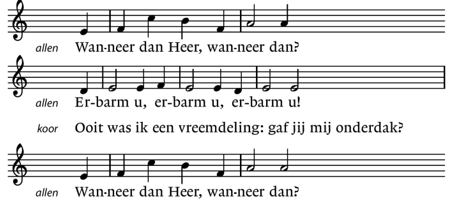 allen Wan-neer dan Heer, wan-neer dan?
allen Er-barm u, er-barm u, er-barm u!
koor Ooit was ik een vreemdeling: gaf jij mij onderdak?
allen Wan-neer dan Heer, wan-neer dan?